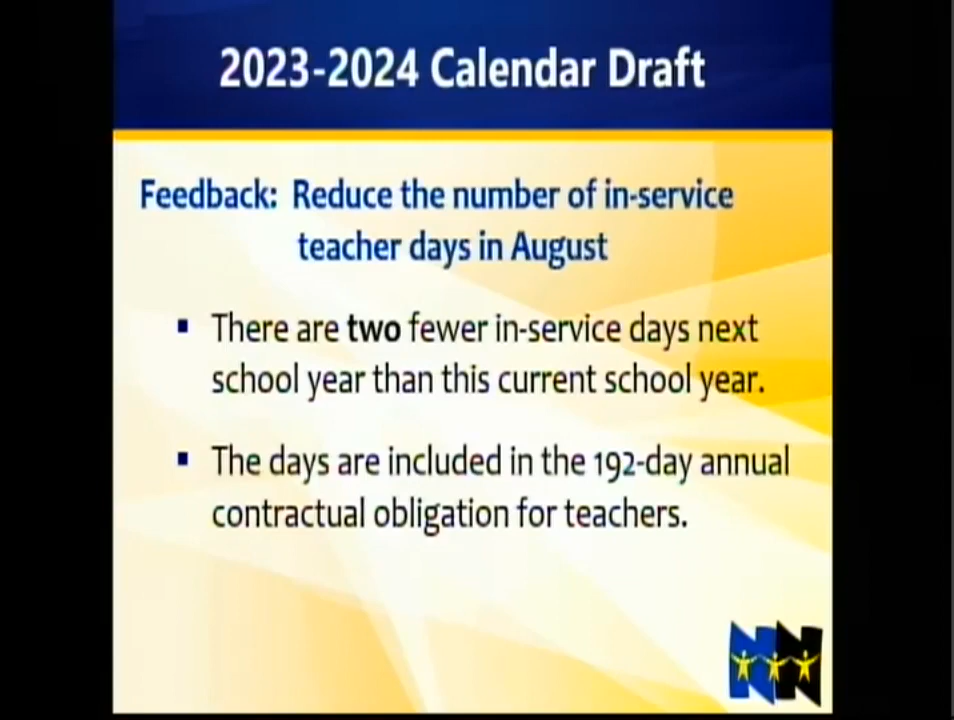 2023-2024 Calendar Draft
Feedback: Reduce the number of in-service
teacher days in August
▪ There are two fewer in-service days next
school year than this current school year.
▪ The days are included in the 192-day annual
contractual obligation for teachers.
NN